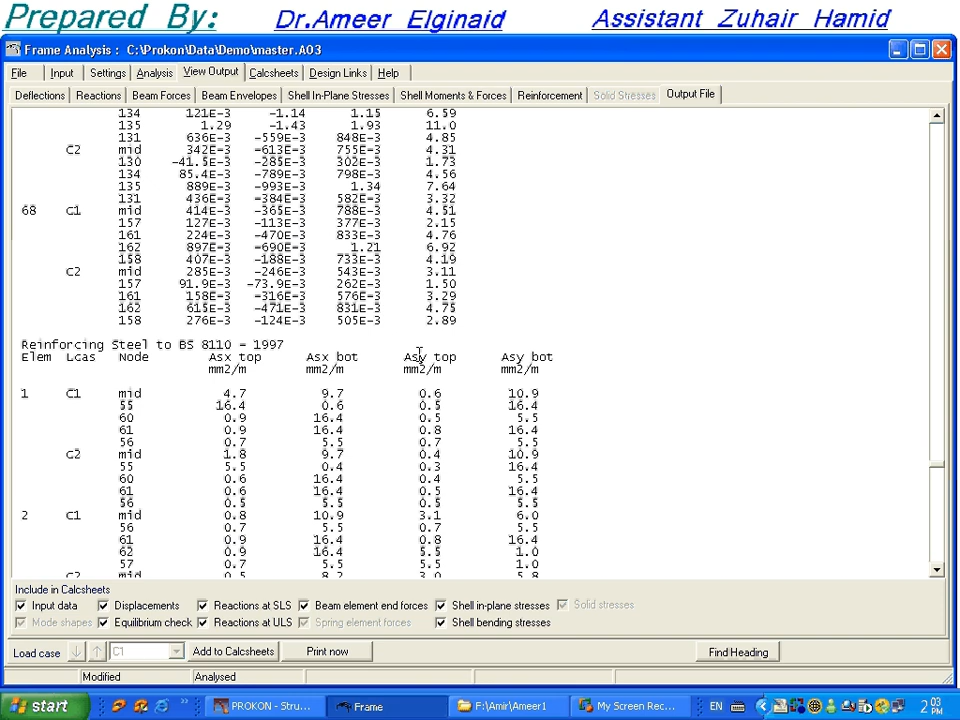 Prepared By: Dr.Ameer Elginaid Assistant Zuhair Hamid
Frame Analysis : C:\Prokon\Data\Demo\master.A03
File Input Settings Analysis View Output Calcsheets Design Links Help
Deflections Reactions Beam Forces Beam Envelopes Shell In-Plane Stresses Shell Moments & Forces Reinforcement Solid Stresses Output File
134 121E-3 -1.14 1.15 6.59
135 1.29 -1.43 1.93 11.0
131 636E-3 -559E-3 848E-3 4.85
C2 mid 342E-3 -613E-3 755E-3 4.31
130 -41.5E-3 -285E-3 302E-3 1.73
134 85.4E-3 -789E-3 798E-3 4.56
135 889E-3 -993E-3 1.34 7.64
131 436E-3 -384E-3 582E-3 3.32
68 C1 mid 414E-3 -365E-3 788E-3 4.51
157 127E-3 -113E-3 377E-3 2.15
161 224E-3 -470E-3 833E-3 4.76
162 897E-3 -690E-3 1.21 6.92
158 407E-3 -188E-3 733E-3 4.19
C2 mid 285E-3 -246E-3 543E-3 3.11
157 91.9E-3 -73.9E-3 262E-3 1.50
161 158E-3 -316E-3 576E-3 3.29
162 615E-3 -471E-3 831E-3 4.75
158 276E-3 -124E-3 505E-3 2.89
Reinforcing Steel to BS 8110 - 1997
Elem Lcas Node Asx top Asx bot Asy top Asy bot
mm2/m mm2/m mm2/m mm2/m
1 C1 mid 4.7 9.7 0.6 10.9
55 16.4 0.6 0.5 16.4
60 0.9 16.4 0.5 5.5
61 0.9 16.4 0.8 16.4
56 0.7 5.5 0.7 5.5
C2 mid 1.8 9.7 0.4 10.9
55 5.5 0.4 0.3 16.4
60 0.6 16.4 0.4 5.5
61 0.6 16.4 0.5 16.4
56 0.5 5.5 0.5 5.5
2 C1 mid 0.8 10.9 3.1 6.0
56 0.7 5.5 0.7 5.5
61 0.9 16.4 0.8 16.4
62 0.9 16.4 5.5 1.0
57 0.7 5.5 5.5 1.0
C2 mid 0.5 8.2 3.0 5.8
Include in Calcsheets
Input data Displacements Reactions at SLS Beam element end forces Shell in-plane stresses Solid stresses
Mode shapes Equilibrium check Reactions at ULS Spring element forces Shell bending stresses
Load case C1 Add to Calcsheets Print now Find Heading
Modified Analysed
start PROKON - Stru... Frame F:\Amir\Ameer1 My Screen Rec... EN 2:03 PM